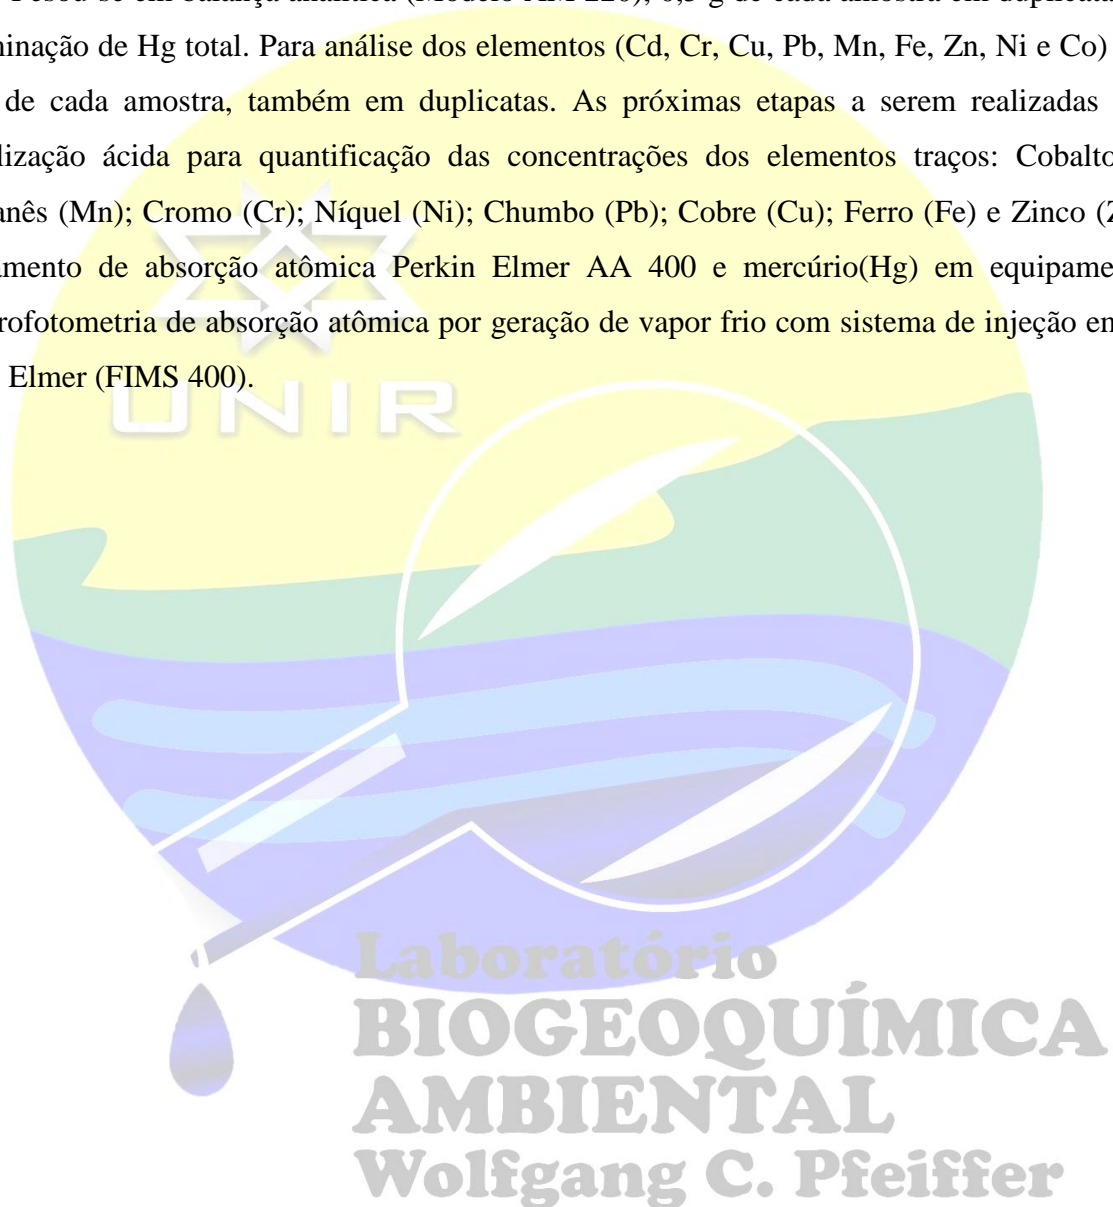 Pesou-se em balança analítica (Modelo AM 220), 0,5 g de cada amostra em duplicata
minação de Hg total. Para análise dos elementos (Cd, Cr, Cu, Pb, Mn, Fe, Zn, Ni e Co)
de cada amostra, também em duplicatas. As próximas etapas a serem realizadas
lização ácida para quantificação das concentrações dos elementos traços: Cobalto
anês (Mn); Cromo (Cr); Níquel (Ni); Chumbo (Pb); Cobre (Cu); Ferro (Fe) e Zinco (Z
amento de absorção atômica Perkin Elmer AA 400 e mercúrio(Hg) em equipame
rofotometria de absorção atômica por geração de vapor frio com sistema de injeção en
Elmer (FIMS 400).
UNIR
Laboratório
BIOGEOQUÍMICA
AMBIENTAL
Wolfgang C. Pfeiffer